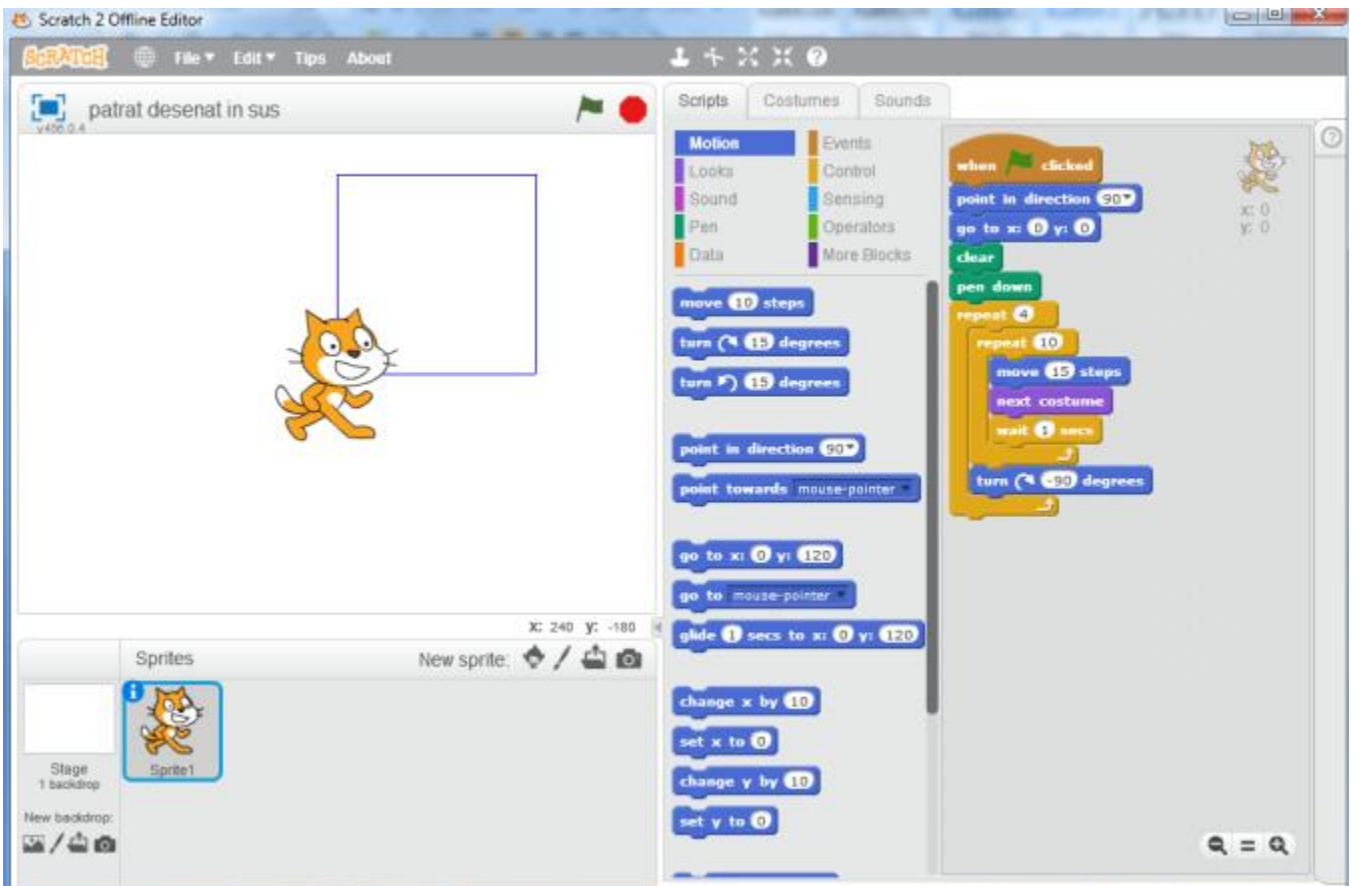 Scratch 2 Offline Editor
SCRATCH File Edit Tips About
patrat desenat in sus
v456.0.4
X: 240 y: -180
Sprites New sprite:
Stage
1 backdrop
New backdrop:
Sprite1
Scripts Costumes Sounds
Motion Events
Looks Control
Sound Sensing
Pen Operators
Data More Blocks
move 10 steps
turn 15 degrees
turn 15 degrees
point in direction 90
point towards mouse-pointer
go to x: 0 y: 120
go to mouse-pointer
glide 1 secs to x: 0 y: 120
change x by 10
set x to 0
change y by 10
set y to 0
when clicked
point in direction 90
go to x: 0 y: 0
clear
pen down
repeat 4
repeat 10
move 15 steps
next costume
wait 1 secs
turn -90 degrees
x: 0
y: 0